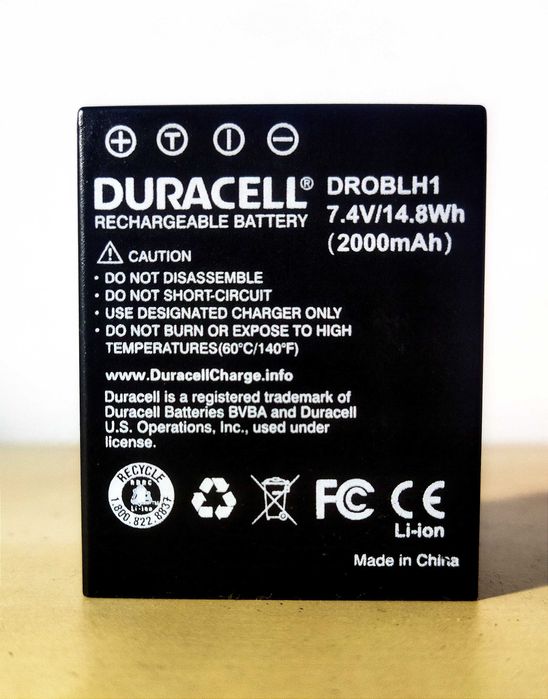 + T I −
DURACELL® DROBLH1
RECHARGEABLE BATTERY 7.4V/14.8Wh
(2000mAh)
CAUTION
• DO NOT DISASSEMBLE
• DO NOT SHORT-CIRCUIT
• USE DESIGNATED CHARGER ONLY
• DO NOT BURN OR EXPOSE TO HIGH
TEMPERATURES(60°C/140°F)
www.DuracellCharge.info
Duracell is a registered trademark of
Duracell Batteries BVBA and Duracell
U.S. Operations, Inc., used under
license.
RECYCLE
RBRC
Li-ion
1.800.822.8837
FC CE
Li-ion
Made in China